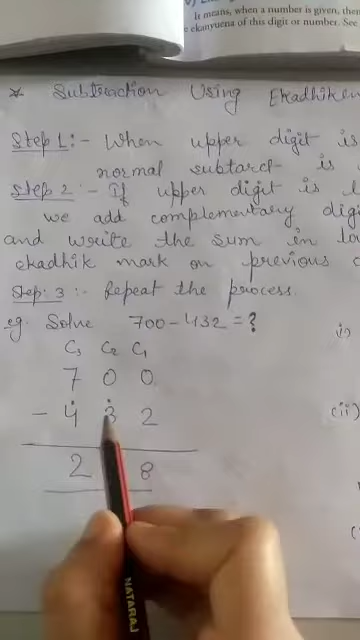 It means, when a number is given, then
ekanyuena of this digit or number. See
* Subtraction Using Ekadhiken
Step 1:- When upper digit is
normal subtarct is
Step 2:- If upper digit is
we add complementary digi
and write the sum in
ekadhik mark on previous
Step: 3 :- Repeat the process.
eg. Solve 700-432=?
i)
C3 C2 C1
7 0 0
- 4 3 2
(ii)
2 8
(i
NATARAJ